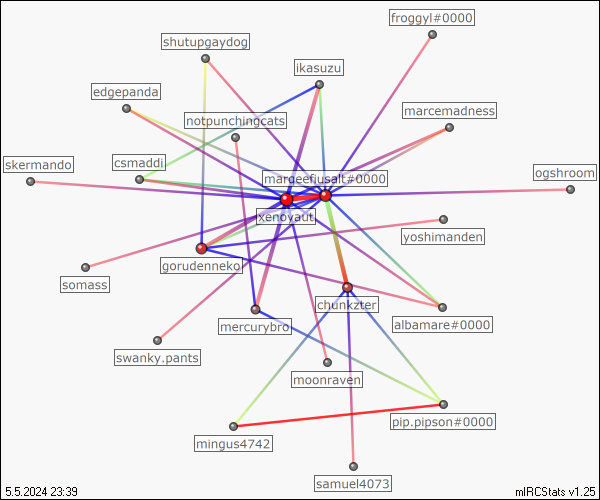 froggyl#0000
shutupgaydog
ikasuzu
edgepanda
marcemadness
notpunchingcats
csmaddi
skermando
ogshroom
mardeefiusalt#0000
xenoyaut
yoshimanden
gorudenneko
somass
chunkzter
albamare#0000
mercurybro
swanky.pants
moonraven
pip.pipson#0000
mingus4742
samuel4073
5.5.2024 23:39
mIRCStats v1.25